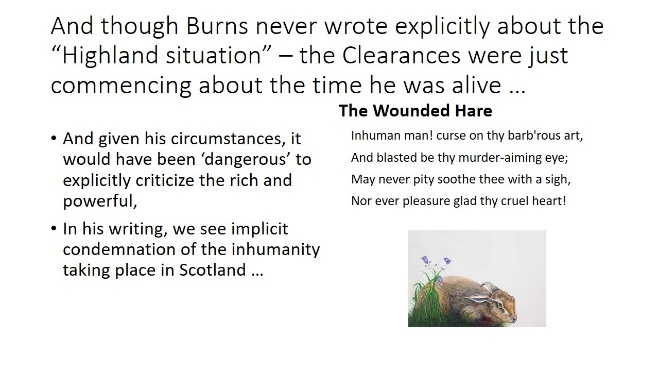 And though Burns never wrote explicitly about the
“Highland situation” – the Clearances were just
commencing about the time he was alive ...
• And given his circumstances, it
would have been ‘dangerous’ to
explicitly criticize the rich and
powerful,
• In his writing, we see implicit
condemnation of the inhumanity
taking place in Scotland ...
The Wounded Hare
Inhuman man! curse on thy barb'rous art,
And blasted be thy murder-aiming eye;
May never pity soothe thee with a sigh,
Nor ever pleasure glad thy cruel heart!